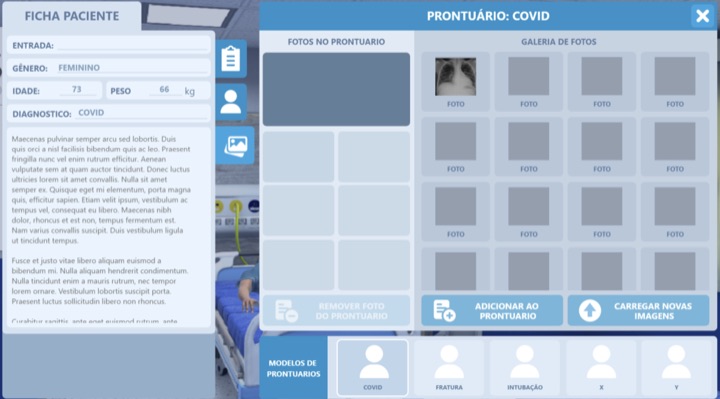 FICHA PACIENTE
ENTRADA:
GÊNERO: FEMININO
IDADE: 73 PESO 66 kg
DIAGNOSTICO: COVID
Maecenas pulvinar semper arcu sed lobortis. Duis
quis orci a nisl facilisis bibendum quis ac leo. Praesent
fringilla nunc vel enim rutrum efficitur. Aenean
vulputate sem at quam auctor tincidunt. Donec luctus
ultricies lorem sit amet convallis. Nulla sit amet
semper ex. Quisque eget mi elementum, porta magna
quis, efficitur sapien. Etiam velit ipsum, vestibulum ac
tempus vel, consequat eu libero. Maecenas nibh
dolor, rhoncus et est non, tempus fermentum est.
Nam varius convallis suscipit. Duis vestibulum ligula
ut tincidunt tempus.
Fusce et justo vitae libero aliquam euismod a
bibendum mi. Nulla aliquam hendrerit condimentum.
Nulla tincidunt enim a mauris rutrum, nec tempor
lorem ornare. Vestibulum lobortis suscipit porta.
Praesent luctus sollicitudin libero non rhoncus.
Curabitur sagittis, ante eget euismod rutrum, ante
PRONTUÁRIO: COVID
FOTOS NO PRONTUARIO
REMOVER FOTO
DO PRONTUARIO
GALERIA DE FOTOS
FOTO FOTO FOTO FOTO
FOTO FOTO FOTO FOTO
FOTO FOTO FOTO FOTO
ADICIONAR AO
PRONTUARIO
CARREGAR NOVAS
IMAGENS
MODELOS DE
PRONTUARIOS
COVID
FRATURA
INTUBAÇÃO
X
Y